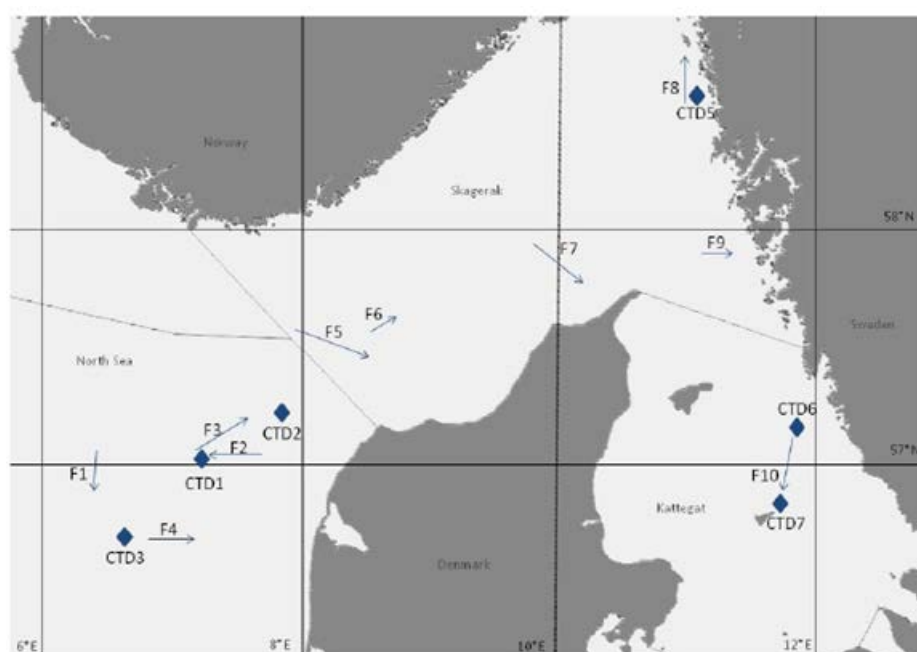 F8
CTD5
Norway
Skagerak
58°N
F7
F9
F6
F5
Sweden
North Sea
CTD6
F3
CTD2
F2
57°N
F1
CTD1
F10
Kattegat
CTD7
F4
CTD3
Denmark
6°E
8°E
10°E
12°E